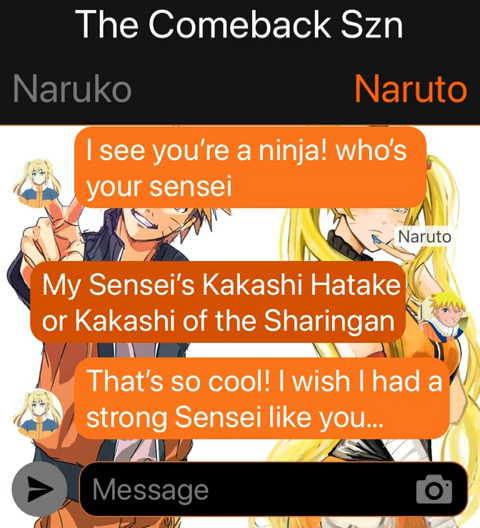 The Comeback Szn
Naruko
Naruto
I see you're a ninja! who's
your sensei
Naruto
My Sensei's Kakashi Hatake
or Kakashi of the Sharingan
That's so cool! I wish I had a
strong Sensei like you...
Message